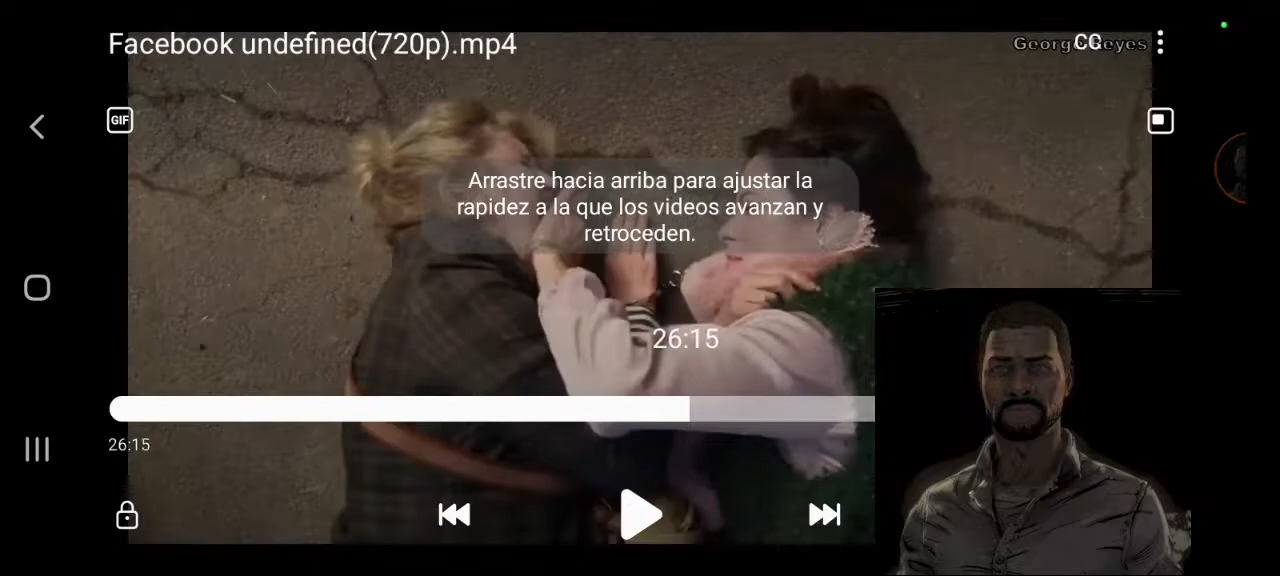 Facebook undefined(720p).mp4
CC
GIF
Arrastre hacia arriba para ajustar la
rapidez a la que los videos avanzan y
retroceden.
26:15
26:15